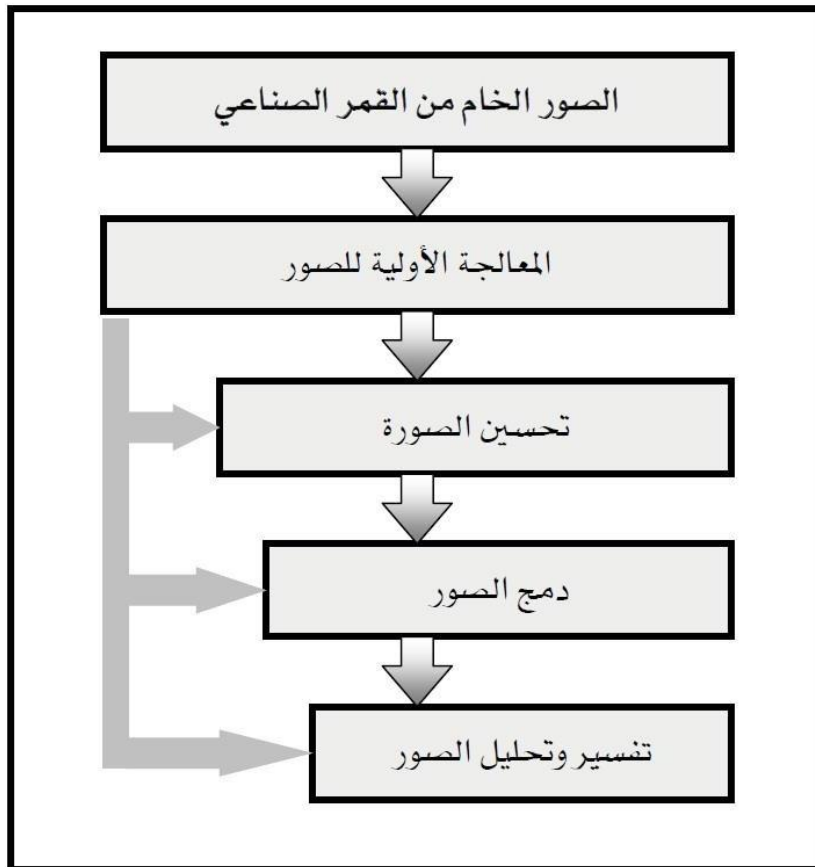 الصور الخام من القمر الصناعي
المعالجة الأولية للصور
تحسين الصورة
دمج الصور
تفسير وتحليل الصور